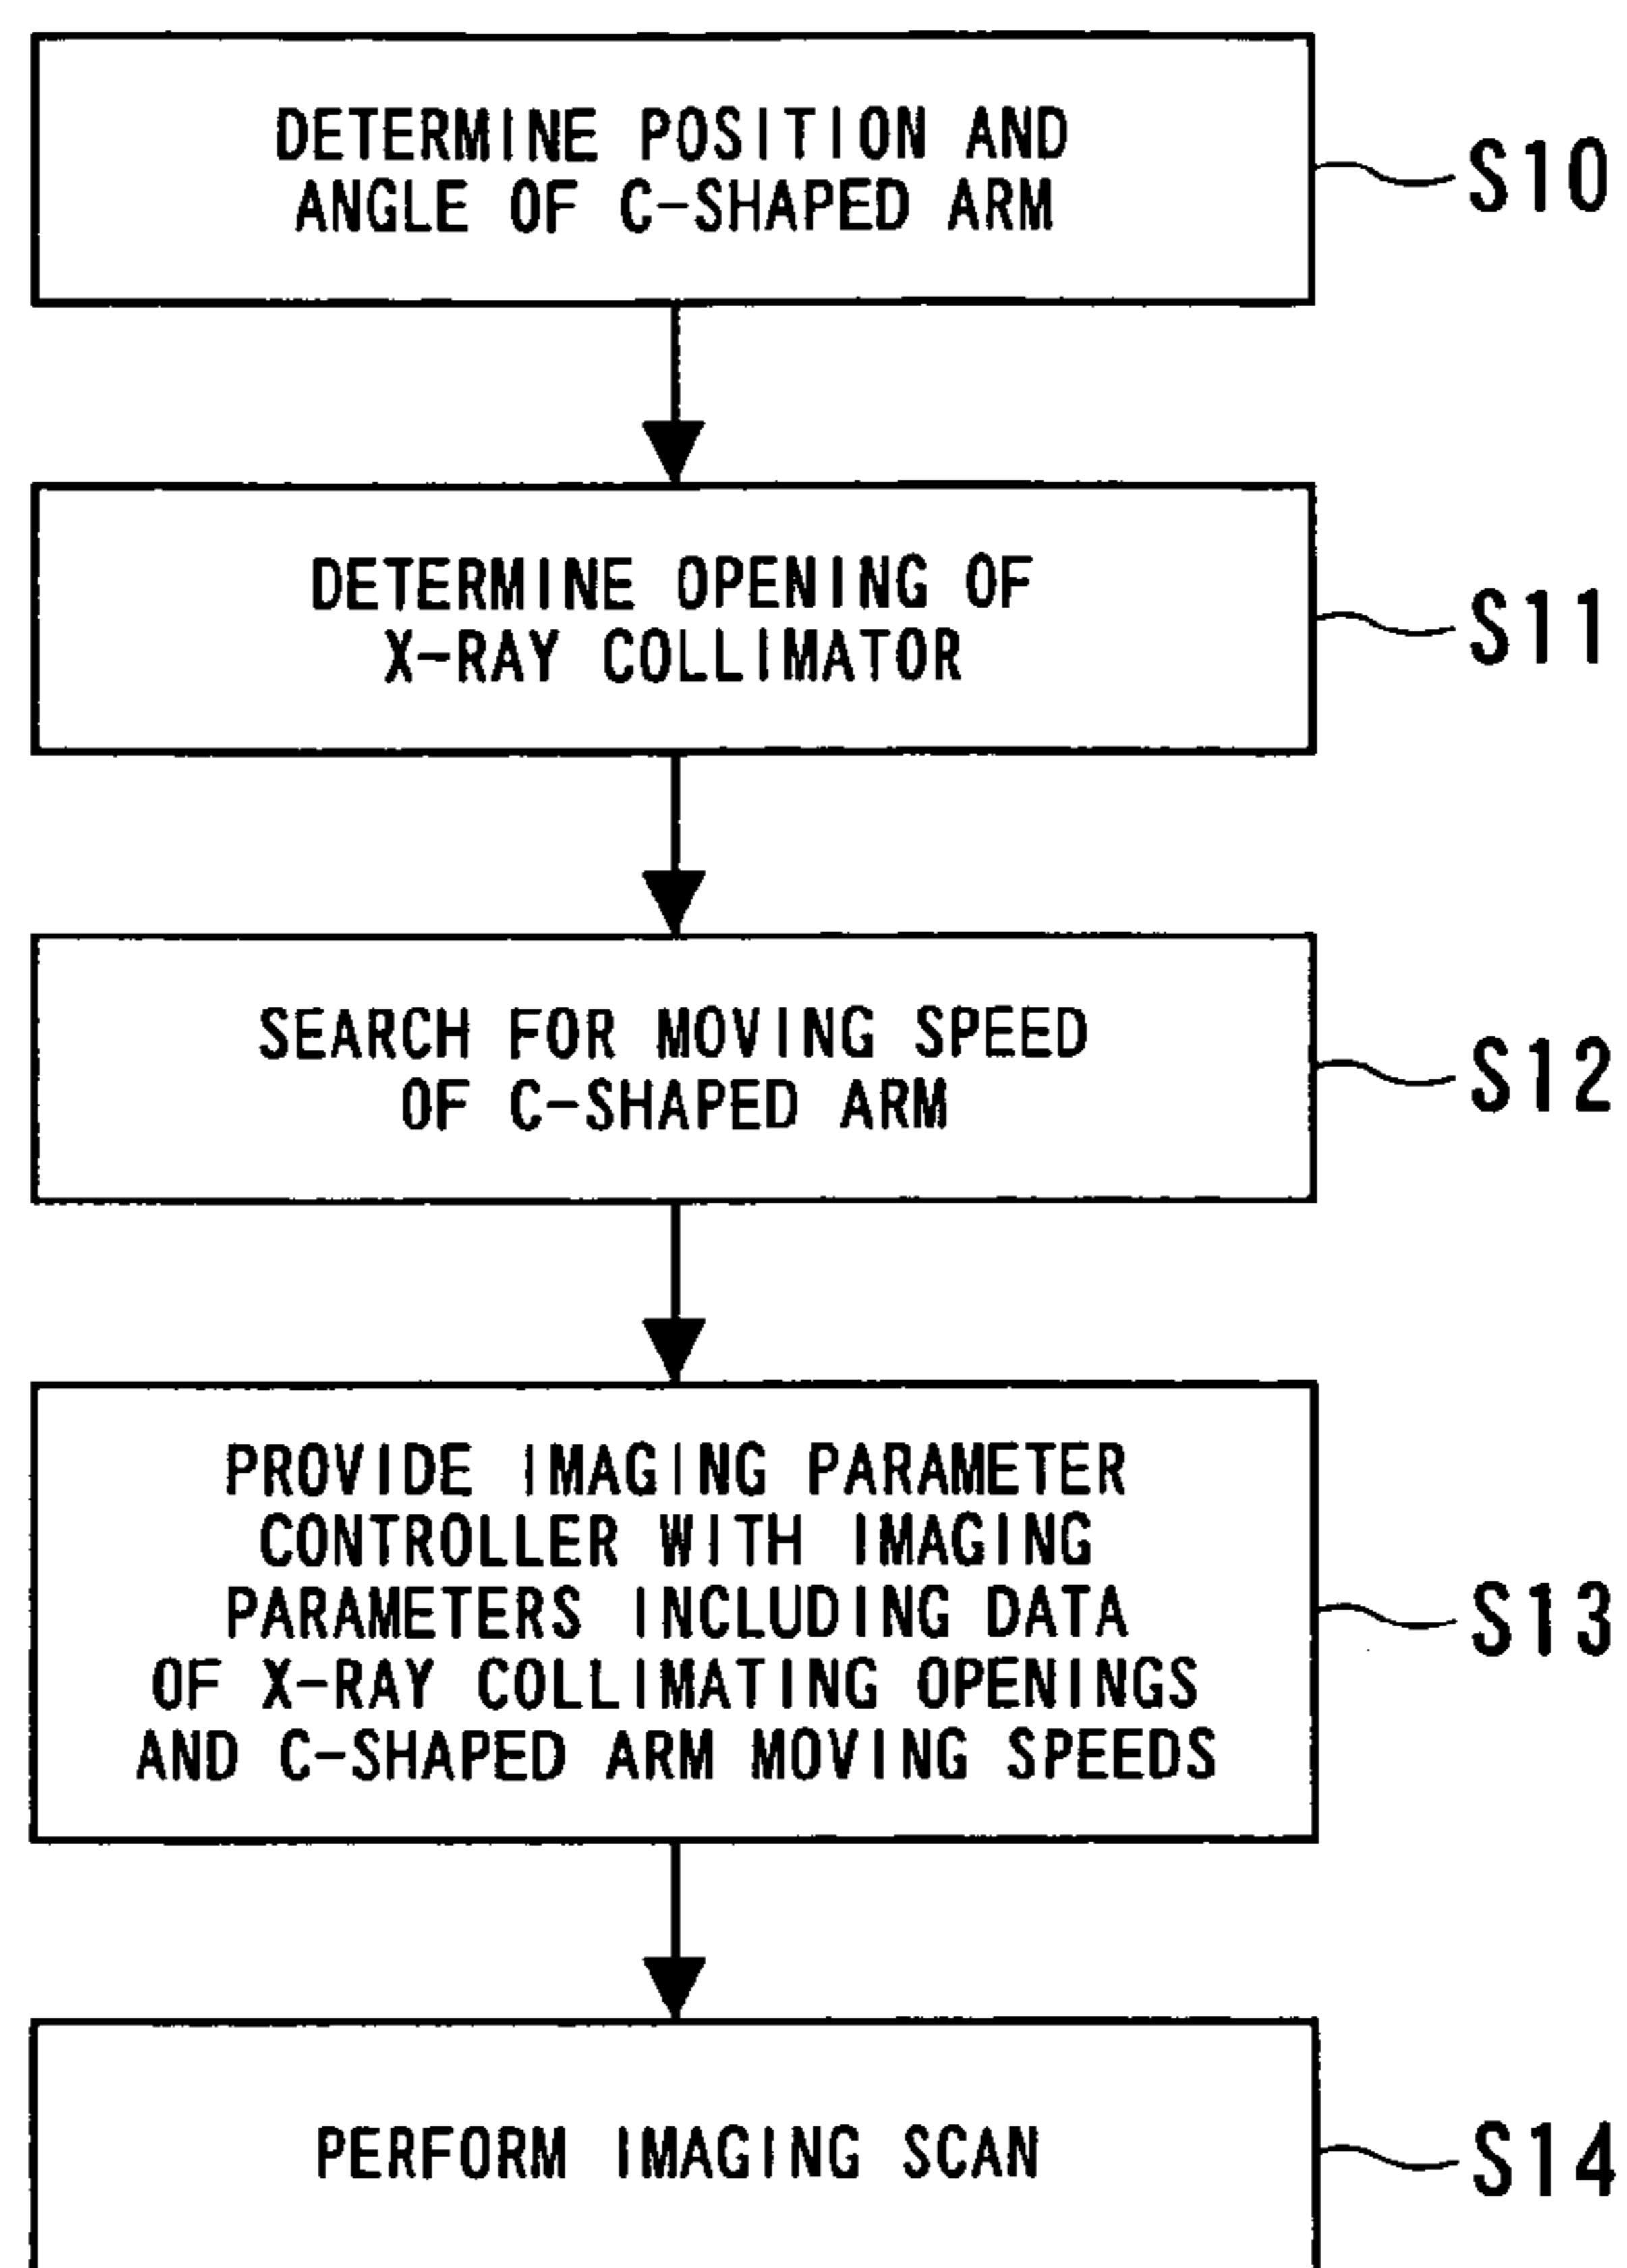 DETERMINE POSITION AND
ANGLE OF C-SHAPED ARM
S10
DETERMINE OPENING OF
X-RAY COLLIMATOR
S11
SEARCH FOR MOVING SPEED
OF C-SHAPED ARM
S12
PROVIDE IMAGING PARAMETER
CONTROLLER WITH IMAGING
PARAMETERS INCLUDING DATA
OF X-RAY COLLIMATING OPENINGS
AND C-SHAPED ARM MOVING SPEEDS
S13
PERFORM IMAGING SCAN
S14